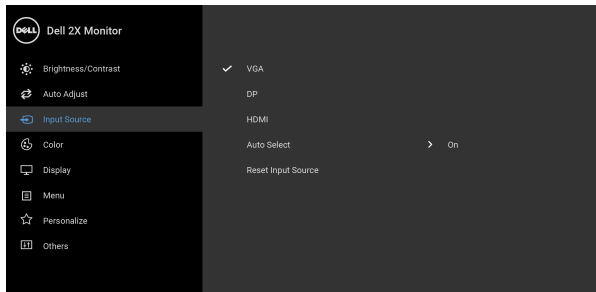 DELL Dell 2X Monitor
Brightness/Contrast
Auto Adjust
Input Source
Color
Display
Menu
Personalize
Others
VGA
DP
HDMI
Auto Select On
Reset Input Source